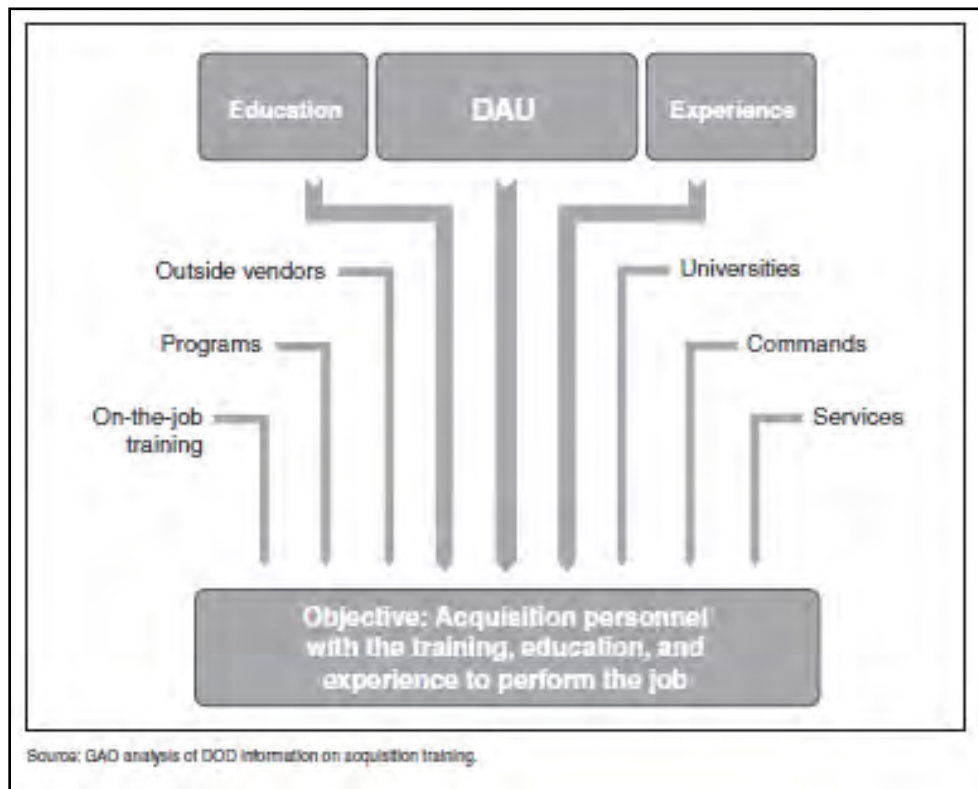 Education
DAU
Experience
Outside vendors
Universities
Programs
Commands
On-the-job
training
Services
Objective: Acquisition personnel
with the training, education, and
experience to perform the job
Source: GAO analysis of DOD information on acquisition training.